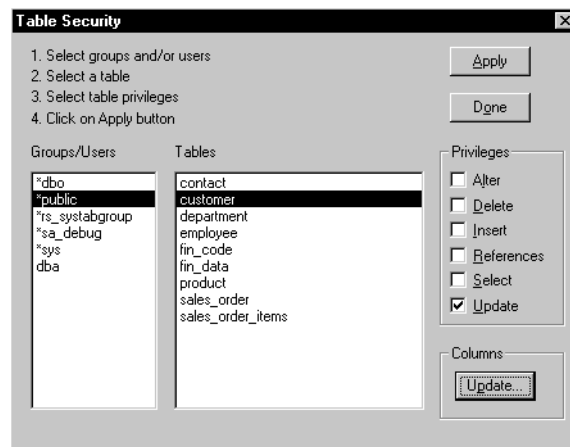 Table Security
1. Select groups and/or users
2. Select a table
3. Select table privileges
4. Click on Apply button
Apply
Done
Groups/Users
*dbo
*public
*rs_systabgroup
*sa_debug
*sys
dba
Tables
contact
customer
department
employee
fin_code
fin_data
product
sales_order
sales_order_items
Privileges
Alter
Delete
Insert
References
Select
Update
Columns
Update...